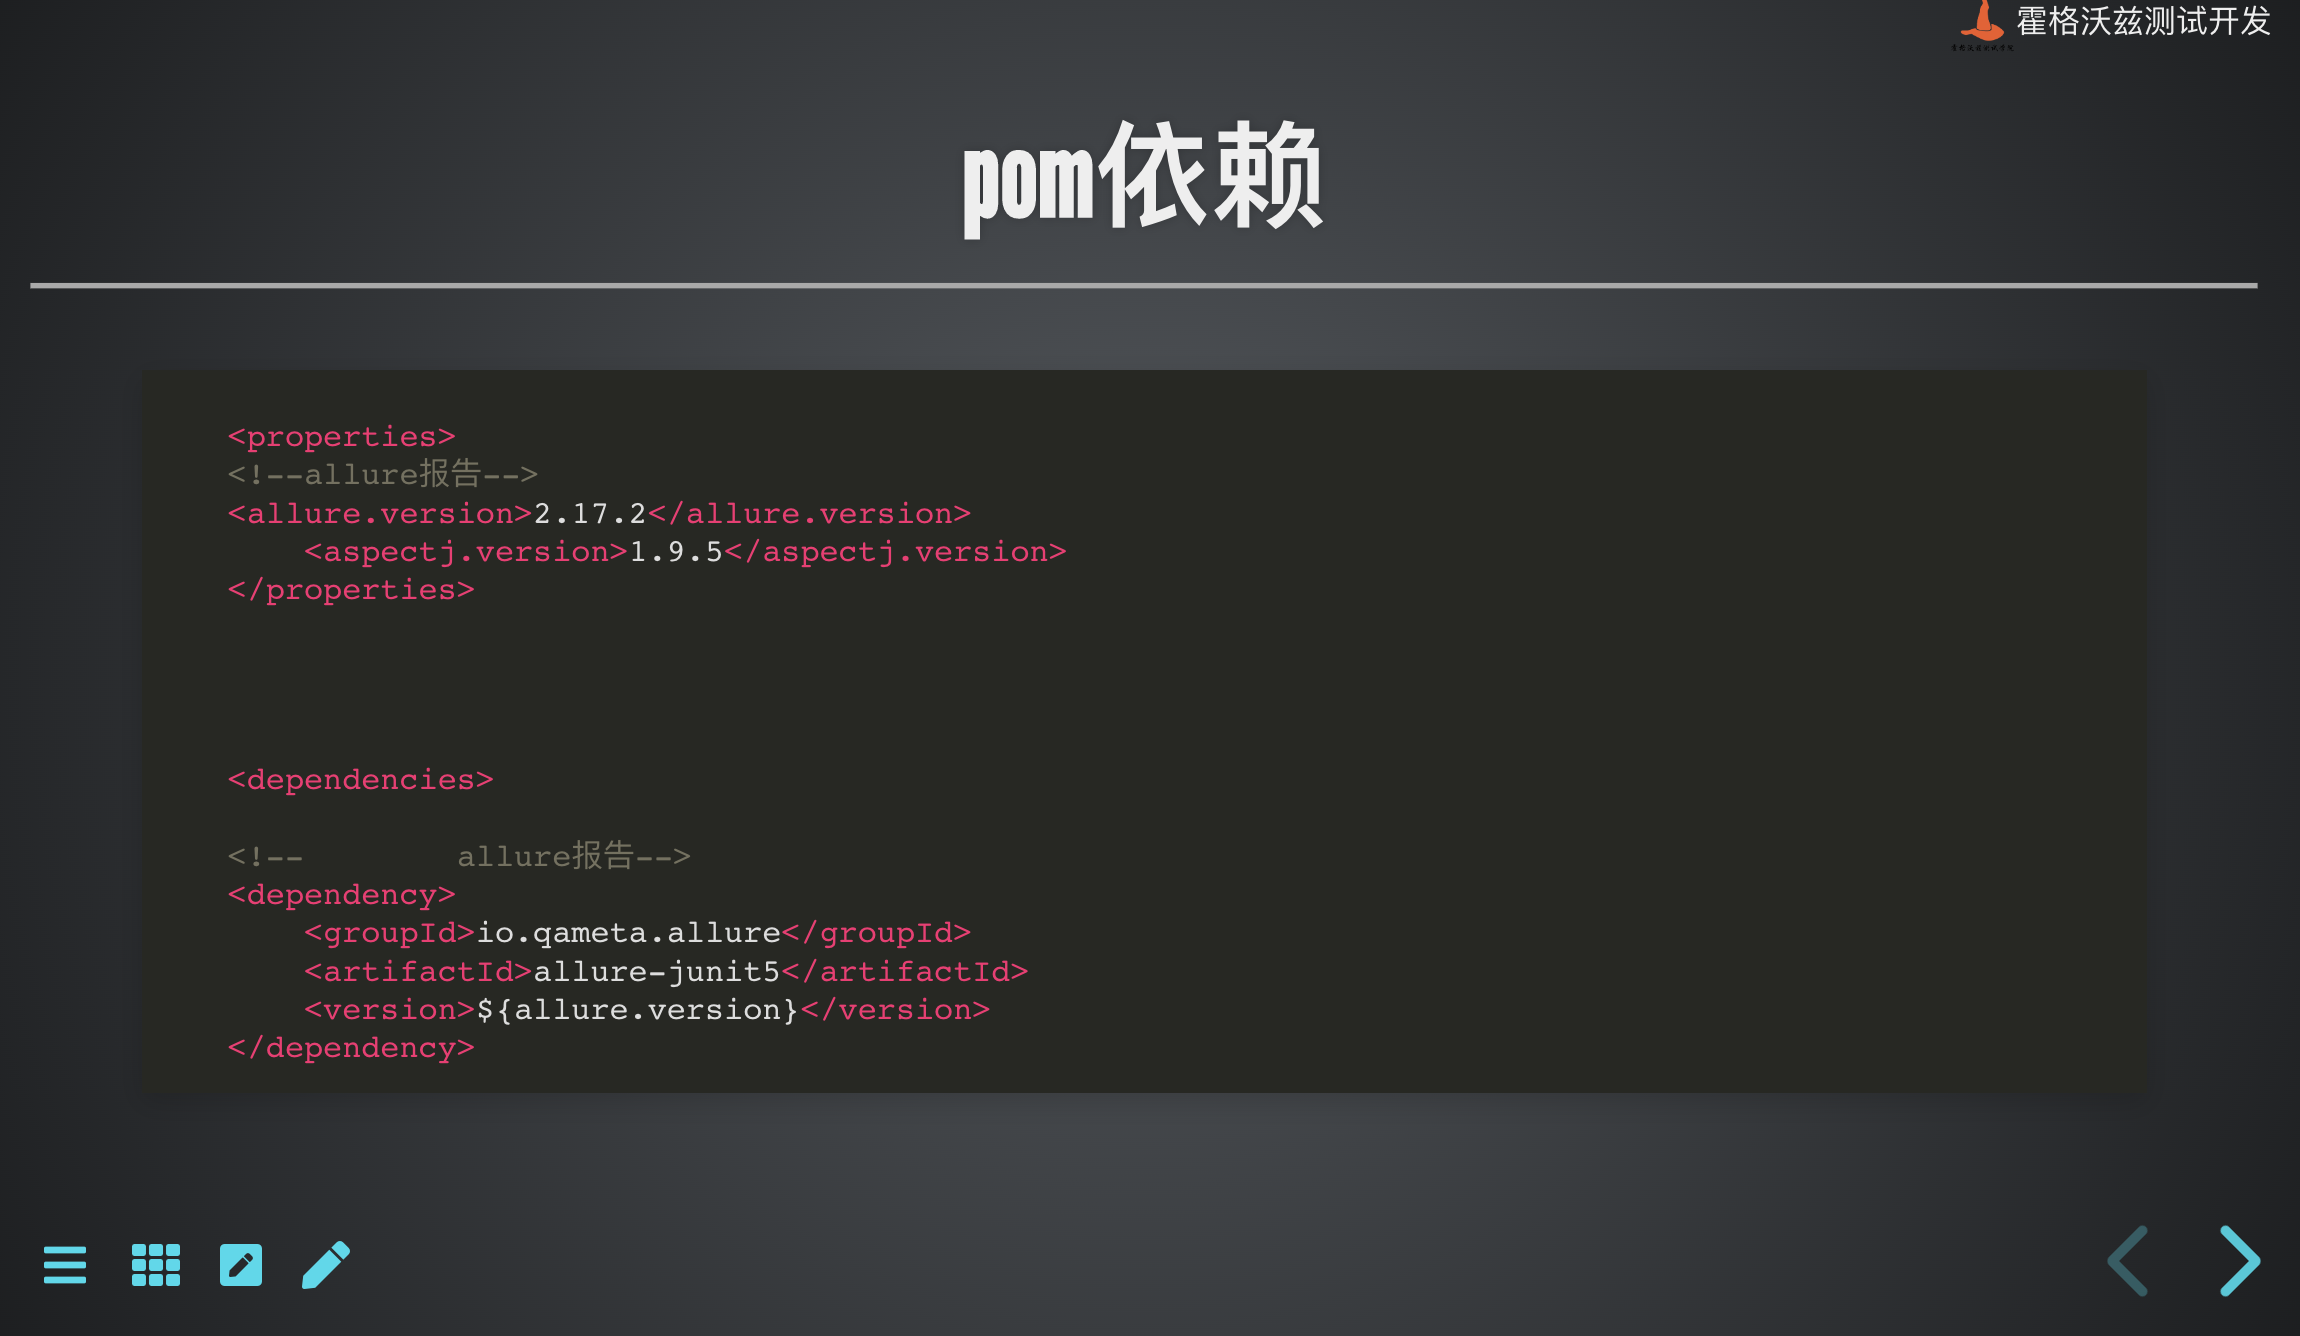 霍格沃兹测试开发
pom依赖
<properties>
<!--allure报告-->
<allure.version>2.17.2</allure.version>
    <aspectj.version>1.9.5</aspectj.version>
</properties>
<dependencies>
<!--        allure报告-->
<dependency>
    <groupId>io.qameta.allure</groupId>
    <artifactId>allure-junit5</artifactId>
    <version>${allure.version}</version>
</dependency>